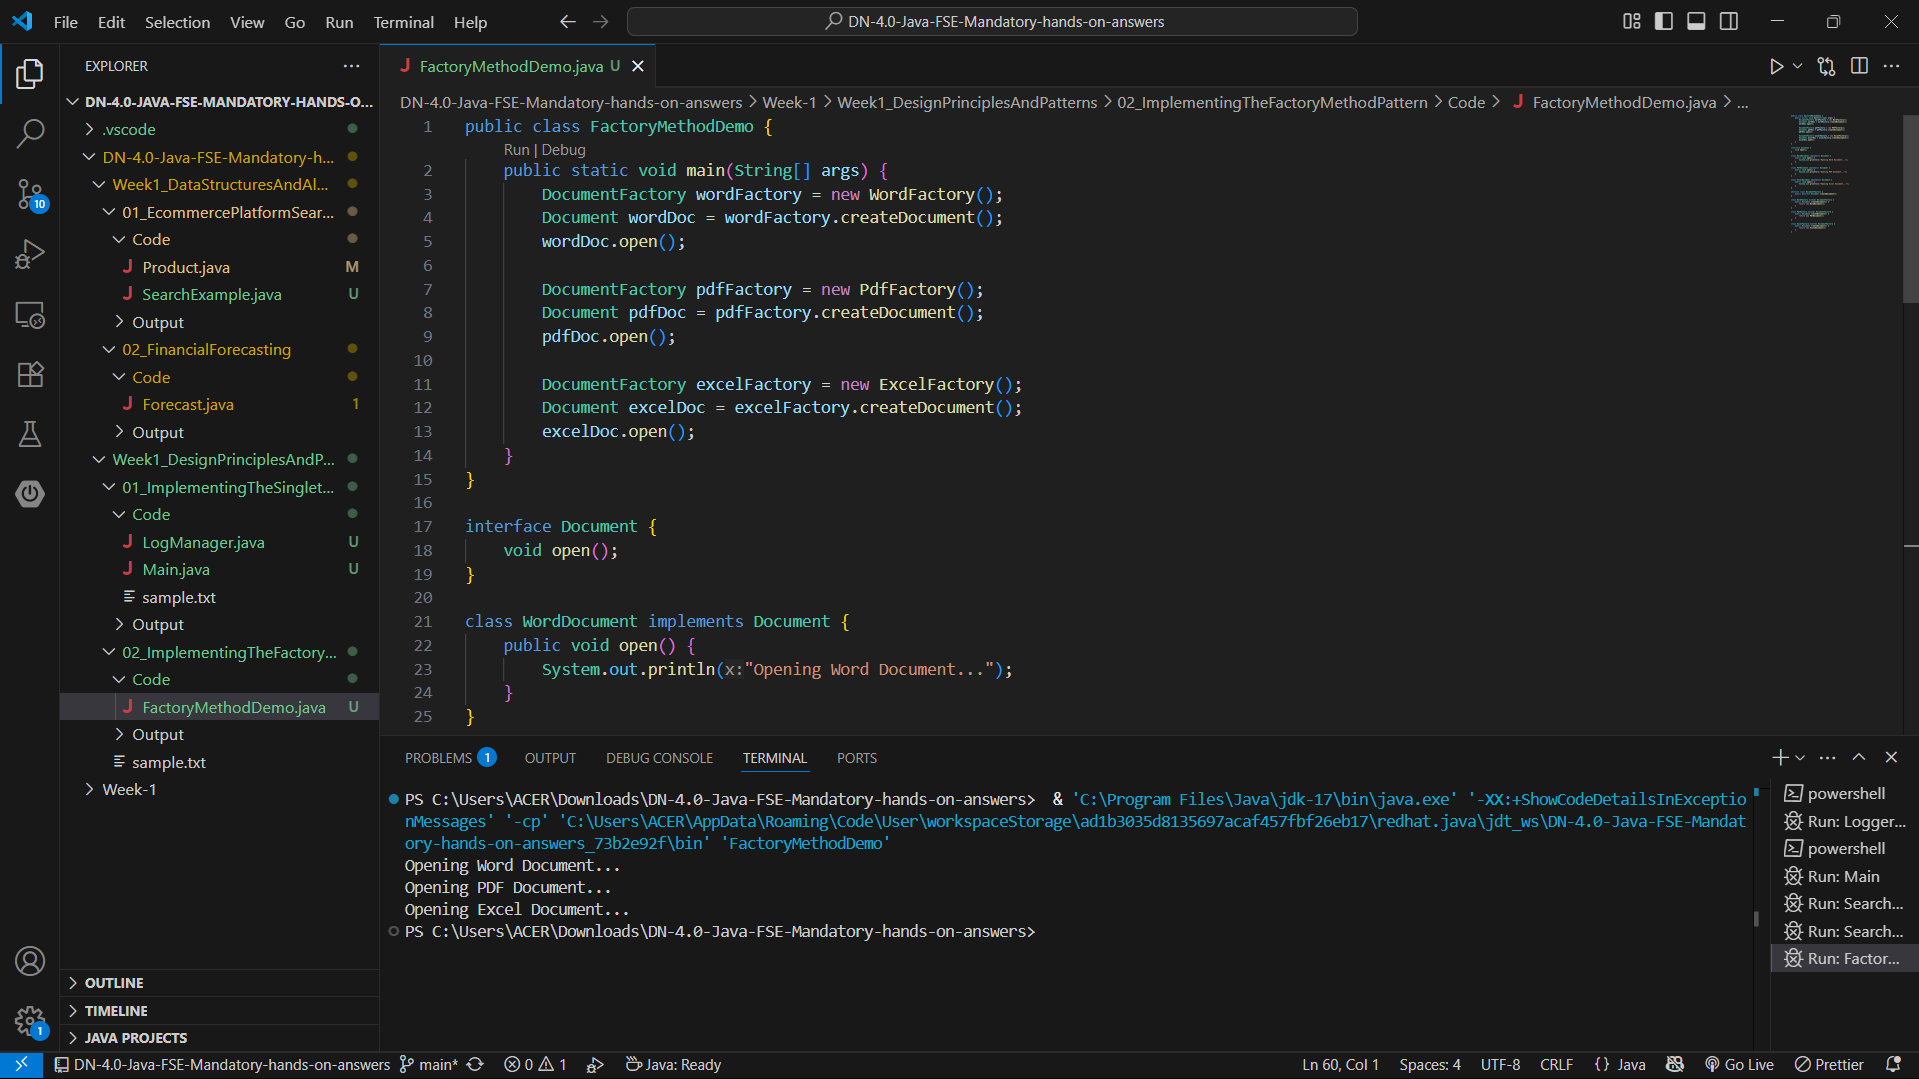 File Edit Selection View Go Run Terminal Help
DN-4.0-Java-FSE-Mandatory-hands-on-answers
EXPLORER
DN-4.0-JAVA-FSE-MANDATORY-HANDS-O...
.vscode
DN-4.0-Java-FSE-Mandatory-h...
Week1_DataStructuresAndAl...
01_EcommercePlatformSear...
Code
Product.java M
SearchExample.java U
Output
02_FinancialForecasting
Code
Forecast.java 1
Output
Week1_DesignPrinciplesAndP...
01_ImplementingTheSinglet...
Code
LogManager.java U
Main.java U
sample.txt
Output
02_ImplementingTheFactory...
Code
FactoryMethodDemo.java U
Output
sample.txt
Week-1
OUTLINE
TIMELINE
JAVA PROJECTS
10
1
FactoryMethodDemo.java U
DN-4.0-Java-FSE-Mandatory-hands-on-answers > Week-1 > Week1_DesignPrinciplesAndPatterns > 02_ImplementingTheFactoryMethodPattern > Code > FactoryMethodDemo.java > ...
1 public class FactoryMethodDemo {
Run | Debug
2 public static void main(String[] args) {
3 DocumentFactory wordFactory = new WordFactory();
4 Document wordDoc = wordFactory.createDocument();
5 wordDoc.open();
6
7 DocumentFactory pdfFactory = new PdfFactory();
8 Document pdfDoc = pdfFactory.createDocument();
9 pdfDoc.open();
10
11 DocumentFactory excelFactory = new ExcelFactory();
12 Document excelDoc = excelFactory.createDocument();
13 excelDoc.open();
14 }
15 }
16
17 interface Document {
18 void open();
19 }
20
21 class WordDocument implements Document {
22 public void open() {
23 System.out.println(x:"Opening Word Document...");
24 }
25 }
PROBLEMS 1 OUTPUT DEBUG CONSOLE TERMINAL PORTS
PS C:\Users\ACER\Downloads\DN-4.0-Java-FSE-Mandatory-hands-on-answers> & 'C:\Program Files\Java\jdk-17\bin\java.exe' '-XX:+ShowCodeDetailsInExceptio
nMessages' '-cp' 'C:\Users\ACER\AppData\Roaming\Code\User\workspaceStorage\ad1b3035d8135697acaf457fbf26eb17\redhat.java\jdt_ws\DN-4.0-Java-FSE-Mandat
ory-hands-on-answers_73b2e92f\bin' 'FactoryMethodDemo'
Opening Word Document...
Opening PDF Document...
Opening Excel Document...
PS C:\Users\ACER\Downloads\DN-4.0-Java-FSE-Mandatory-hands-on-answers>
powershell
Run: Logger...
powershell
Run: Main
Run: Search...
Run: Search...
Run: Factor...
DN-4.0-Java-FSE-Mandatory-hands-on-answers main* 0 1 Java: Ready Ln 60, Col 1 Spaces: 4 UTF-8 CRLF {} Java Go Live Prettier